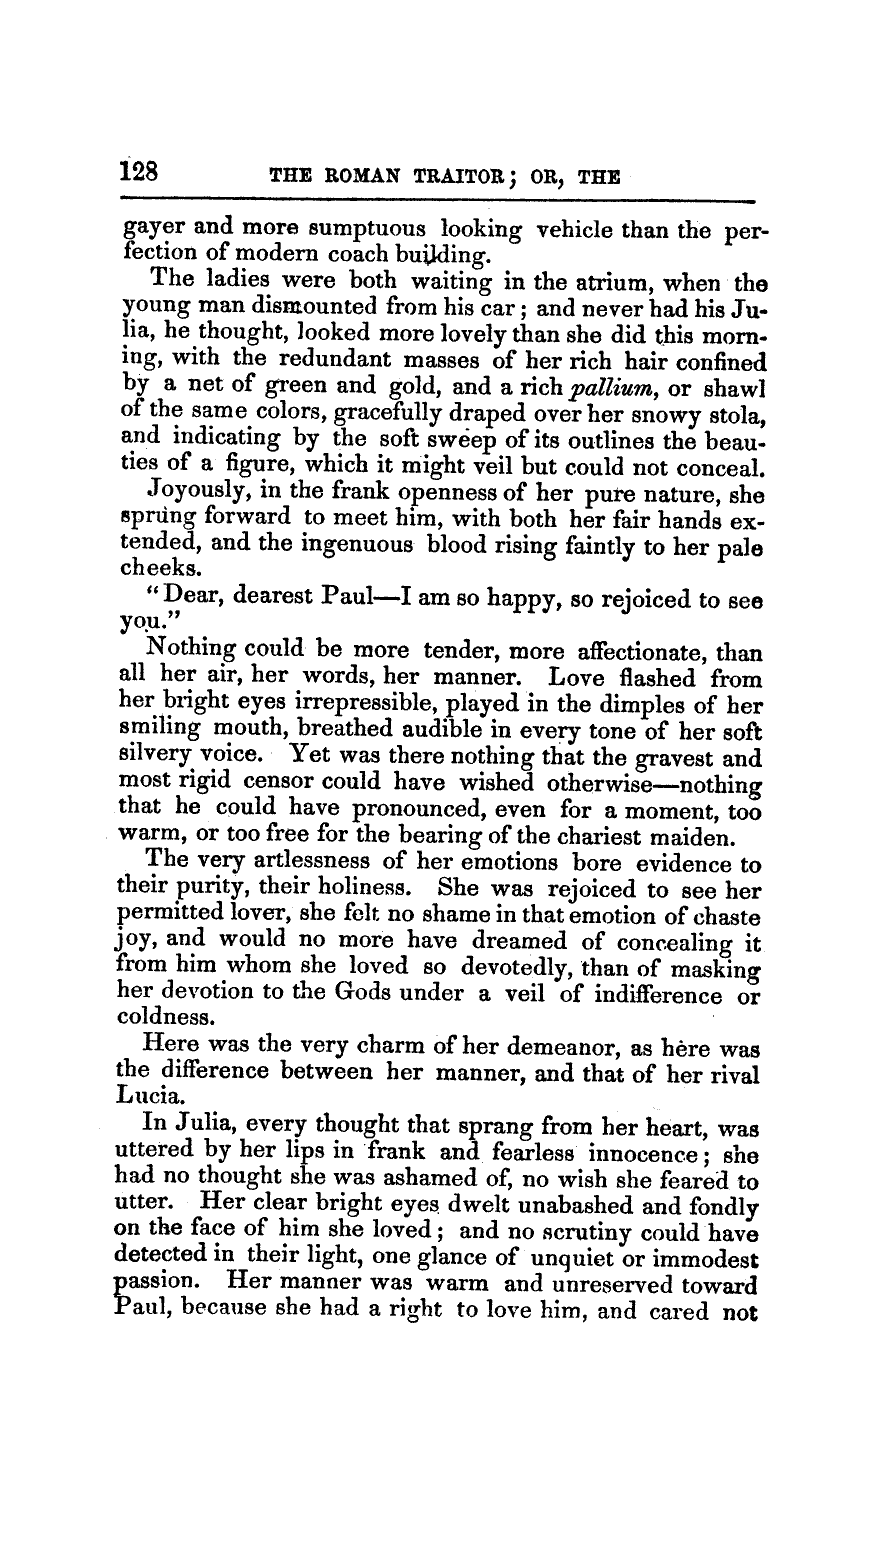 128 THE ROMAN TRAITOR; OR, THE
gayer and more sumptuous looking vehicle than the per-
fection of modern coach building.
The ladies were both waiting in the atrium, when the
young man dismounted from his car; and never had his Ju-
lia, he thought, looked more lovely than she did this morn-
ing, with the redundant masses of her rich hair confined
by a net of green and gold, and a rich pallium, or shawl
of the same colors, gracefully draped over her snowy stola,
and indicating by the soft sweep of its outlines the beau-
ties of a figure, which it might veil but could not conceal.
Joyously, in the frank openness of her pure nature, she
sprung forward to meet him, with both her fair hands ex-
tended, and the ingenuous blood rising faintly to her pale
cheeks.
"Dear, dearest Paul—I am so happy, so rejoiced to see
you."
Nothing could be more tender, more affectionate, than
all her air, her words, her manner. Love flashed from
her bright eyes irrepressible, played in the dimples of her
smiling mouth, breathed audible in every tone of her soft
silvery voice. Yet was there nothing that the gravest and
most rigid censor could have wished otherwise—nothing
that he could have pronounced, even for a moment, too
warm, or too free for the bearing of the chariest maiden.
The very artlessness of her emotions bore evidence to
their purity, their holiness. She was rejoiced to see her
permitted lover, she felt no shame in that emotion of chaste
joy, and would no more have dreamed of concealing it
from him whom she loved so devotedly, than of masking
her devotion to the Gods under a veil of indifference or
coldness.
Here was the very charm of her demeanor, as here was
the difference between her manner, and that of her rival
Lucia.
In Julia, every thought that sprang from her heart, was
uttered by her lips in frank and fearless innocence; she
had no thought she was ashamed of, no wish she feared to
utter. Her clear bright eyes dwelt unabashed and fondly
on the face of him she loved; and no scrutiny could have
detected in their light, one glance of unquiet or immodest
passion. Her manner was warm and unreserved toward
Paul, because she had a right to love him, and cared not